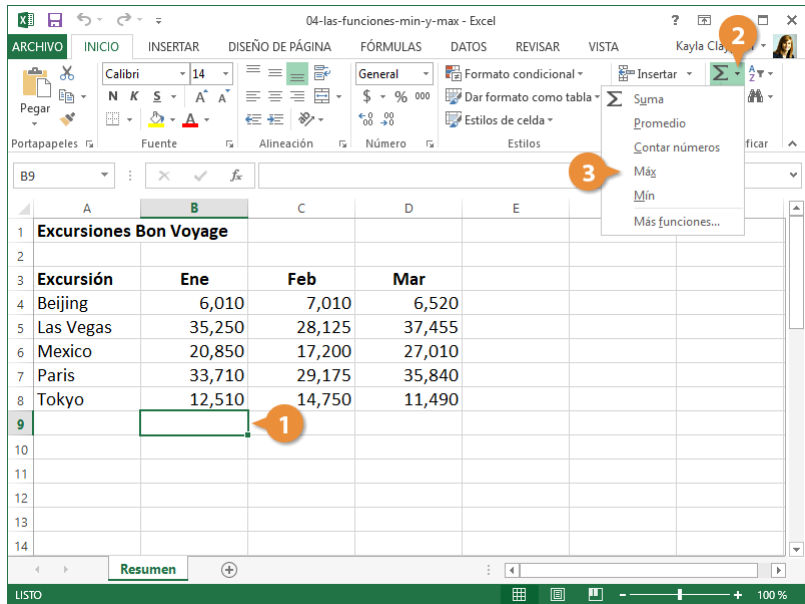 04-las-funciones-min-y-max - Excel
ARCHIVO INICIO INSERTAR DISEÑO DE PÁGINA FÓRMULAS DATOS REVISAR VISTA
2
Pegar
Calibri 14
N K S
General
$ % 000
Formato condicional
Dar formato como tabla
Estilos de celda
Insertar
Portapapeles Fuente Alineación Número Estilos
Suma
Promedio
Contar números
3 Máx
Mín
Más funciones...
B9 fx
A B C D E
1 Excursiones Bon Voyage
2
3 Excursión Ene Feb Mar
4 Beijing 6,010 7,010 6,520
5 Las Vegas 35,250 28,125 37,455
6 Mexico 20,850 17,200 27,010
7 Paris 33,710 29,175 35,840
8 Tokyo 12,510 14,750 11,490
9 1
10
11
12
13
14
Resumen
LISTO 100 %